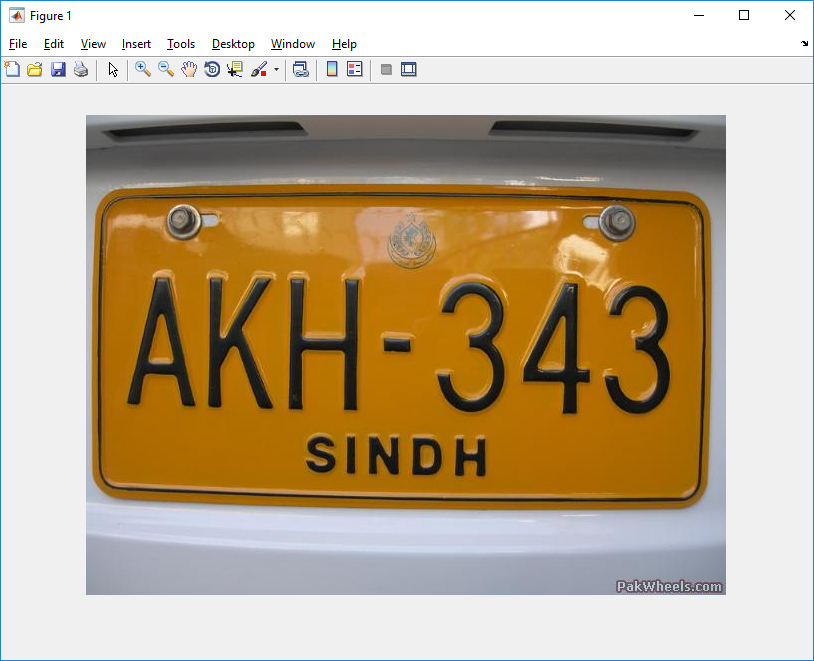 Figure 1
File Edit View Insert Tools Desktop Window Help
AKH-343
SINDH
PakWheels.com